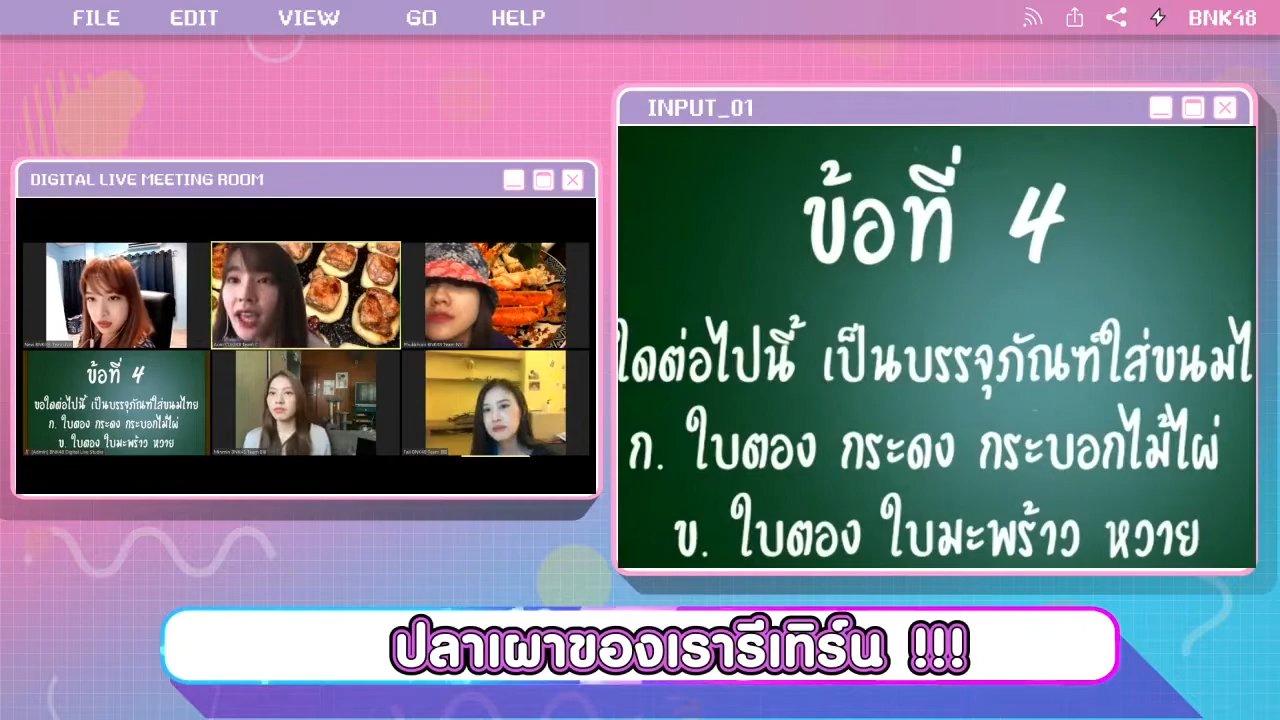 FILE EDIT VIEW GO HELP BNK48
DIGITAL LIVE MEETING ROOM
ข้อที่ 4
ข้อใดต่อไปนี้ เป็นบรรจุภัณฑ์ใส่ขนมไทย
ก. ใบตอง กระดง กระบอกไม้ไผ่
ข. ใบตอง ใบมะพร้าว หวาย
INPUT_01
ข้อที่ 4
ใดต่อไปนี้ เป็นบรรจุภัณฑ์ใส่ขนมไ
ก. ใบตอง กระดง กระบอกไม้ไผ่
ข. ใบตอง ใบมะพร้าว หวาย
ปลาเผาของเรารีเทิร์น !!!